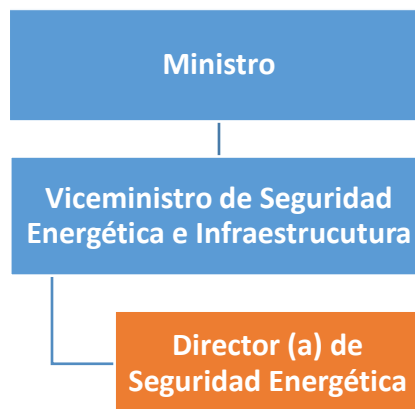 Ministro
Viceministro de Seguridad
Energética e Infraestrucutura
Director (a) de
Seguridad Energética